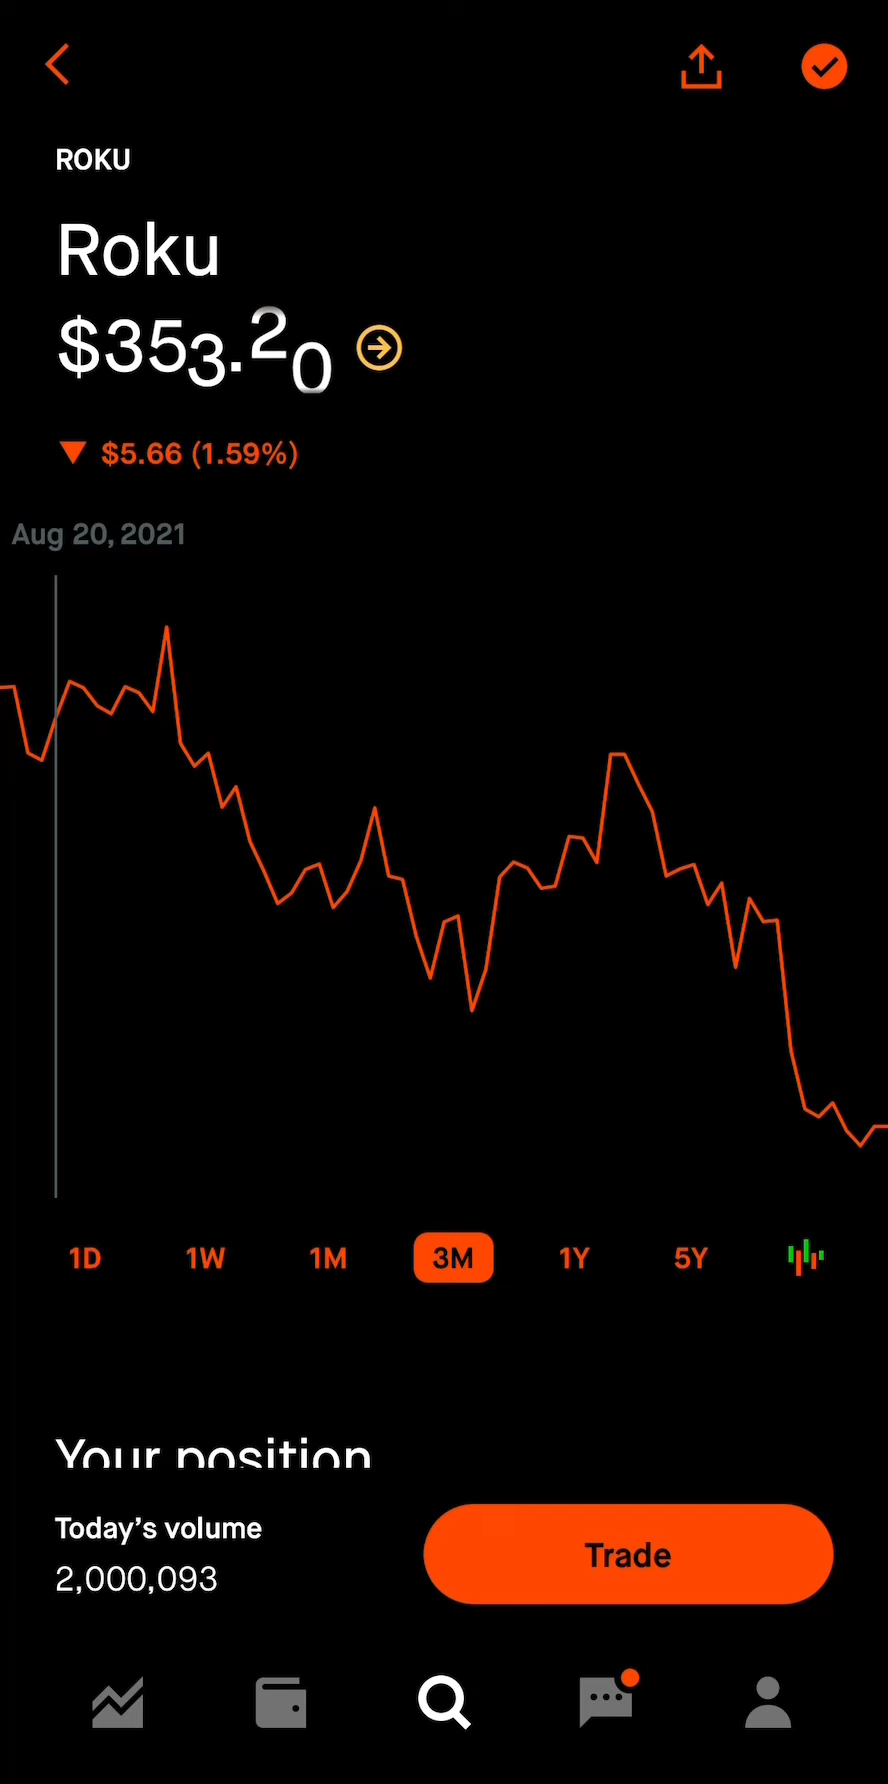 ROKU
Roku
$353.20
▼ $5.66 (1.59%)
Aug 20, 2021
1D 1W 1M 3M 1Y 5Y
Your position
Today’s volume
2,000,093
Trade